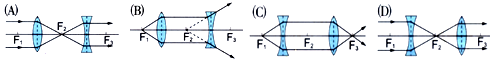 (A) (B) (C) (D)
F₁ F₂ F₃ F₁ F₂ F₃ F₁ F₂ F₃ F₁ F₂ F₃